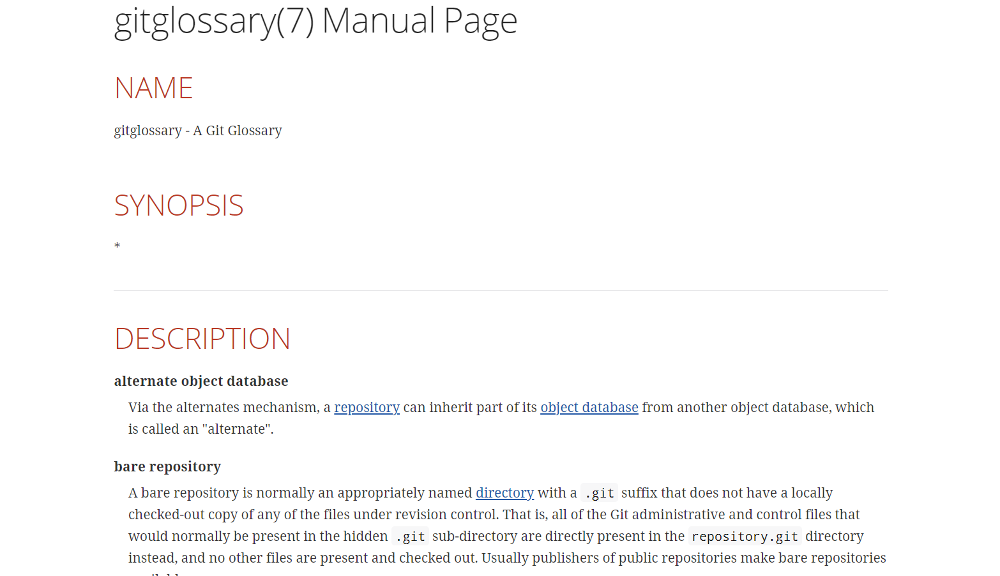 gitglossary(7) Manual Page
NAME
gitglossary - A Git Glossary
SYNOPSIS
*
DESCRIPTION
alternate object database
Via the alternates mechanism, a repository can inherit part of its object database from another object database, which
is called an "alternate".
bare repository
A bare repository is normally an appropriately named directory with a .git suffix that does not have a locally
checked-out copy of any of the files under revision control. That is, all of the Git administrative and control files that
would normally be present in the hidden .git sub-directory are directly present in the repository.git directory
instead, and no other files are present and checked out. Usually publishers of public repositories make bare repositories